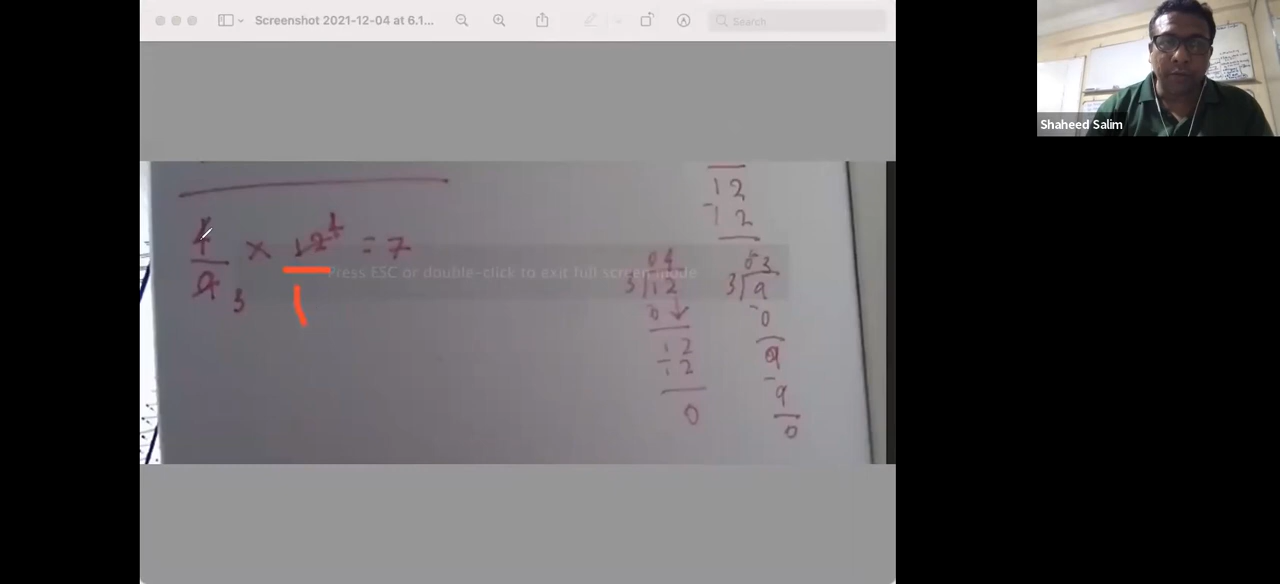 Screenshot 2021-12-04 at 6.1...
Search
Shaheed Salim
Press ESC or double-click to exit full screen mode
4/9 3 × 12 4 / 1 = 7
12
-12
04
3)12
0
12
-12
0
03
3)9
-0
9
-9
0